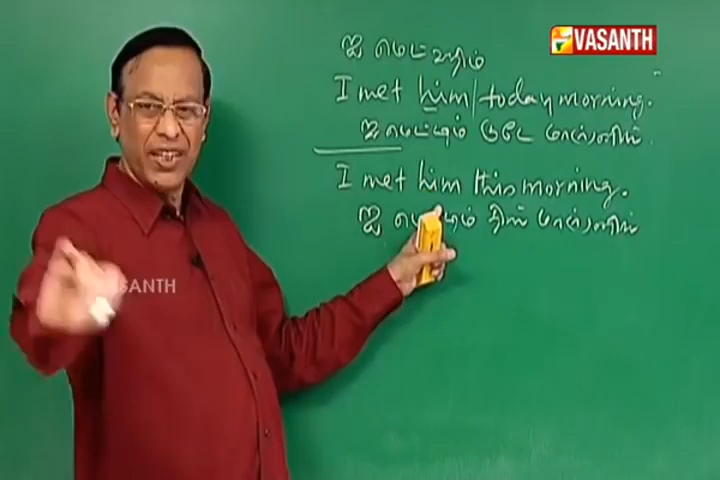 VASANTH
ஐ மெட் ஹிம்
I met him / today morning.
ஐ மெட்டிம் டுடே மார்னிங்
I met him this morning.
ஐ மெ டிம் திஸ் மார்னிங்
VASANTH